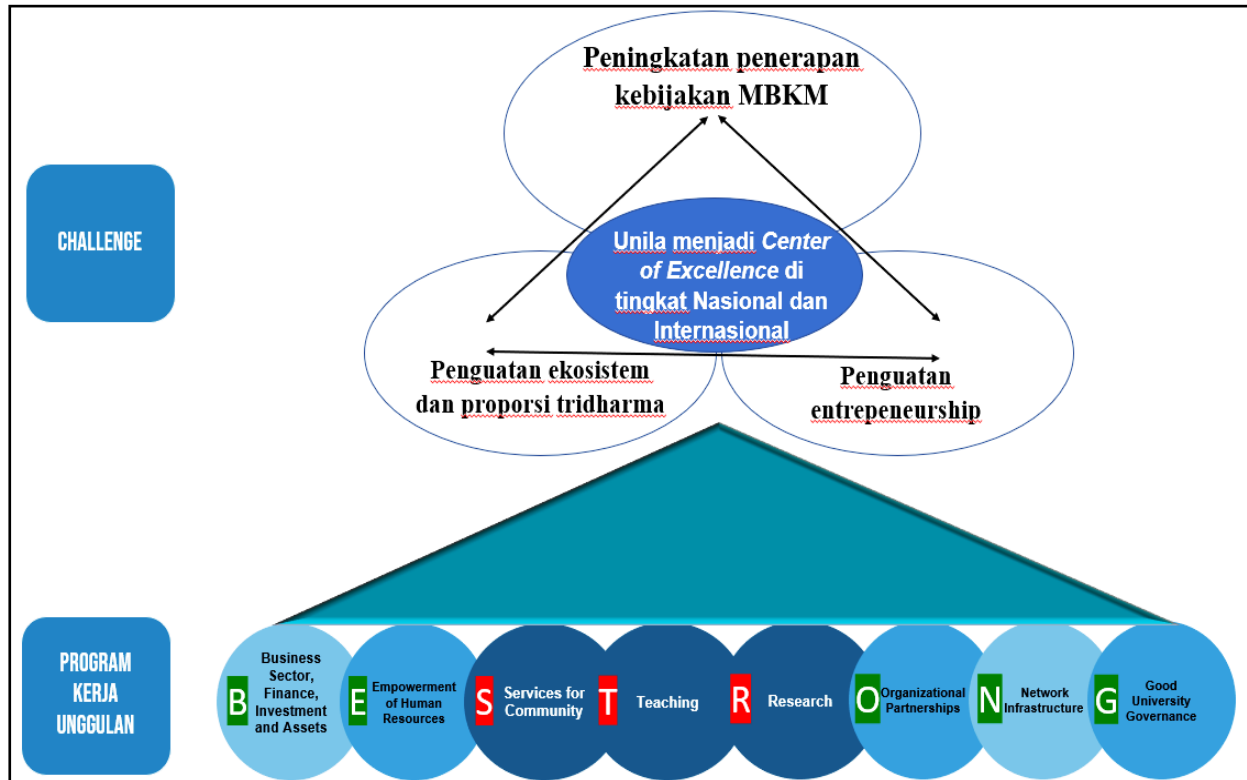 Peningkatan penerapan
kebijakan MBKM
CHALLENGE
Unila menjadi Center
of Excellence di
tingkat Nasional dan
Internasional
Penguatan ekosistem
dan proporsi tridharma
Penguatan
entrepeneurship
PROGRAM
KERJA
UNGGULAN
B
Business
Sector,
Finance,
Investment
and Assets
E
Empowerment
of Human
Resources
S
Services for
Community
T
Teaching
R
Research
O
Organizational
Partnerships
N
Network
Infrastructure
G
Good
University
Governance